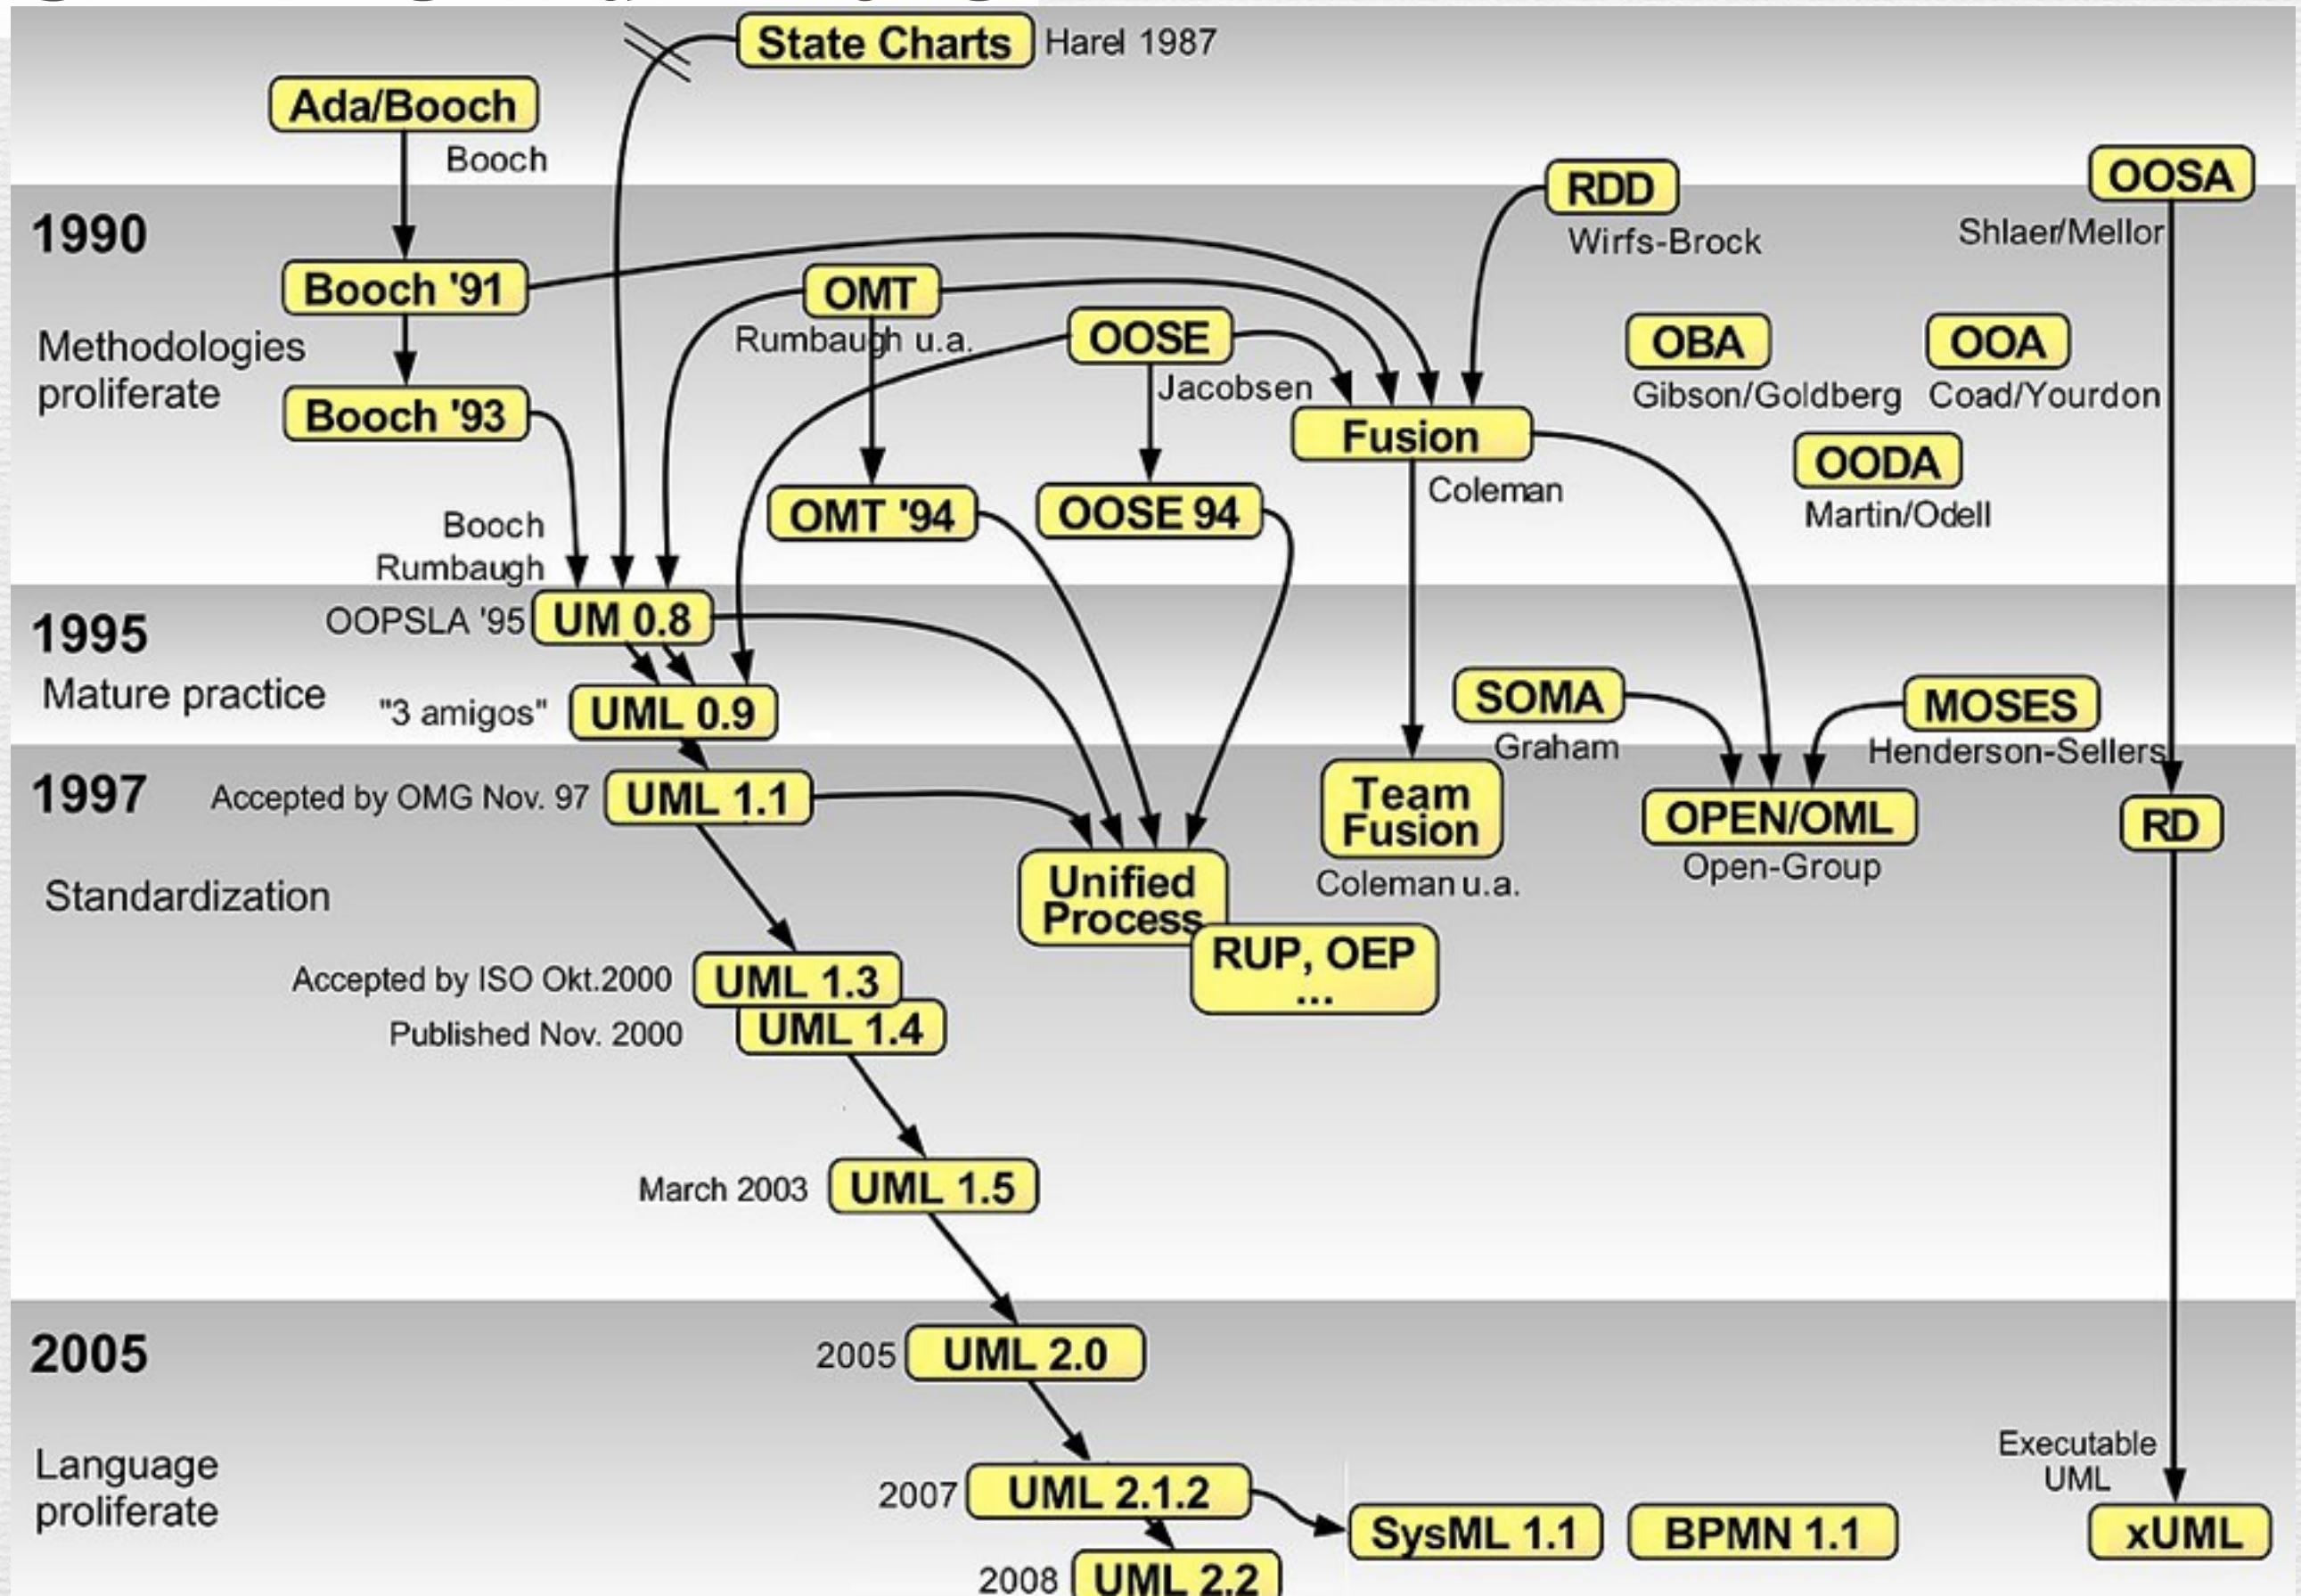 State Charts
Harel 1987
Ada/Booch
Booch
RDD
Wirfs-Brock
OOSA
Shlaer/Mellor
1990
Methodologies
proliferate
Booch '91
OMT
Rumbaugh u.a.
OOSE
Jacobsen
OBA
Gibson/Goldberg
OOA
Coad/Yourdon
Booch '93
Fusion
Coleman
OODA
Martin/Odell
OMT '94
OOSE 94
Booch
Rumbaugh
1995
Mature practice
OOPSLA '95
UM 0.8
"3 amigos"
UML 0.9
SOMA
Graham
MOSES
Henderson-Sellers
1997
Standardization
Accepted by OMG Nov. 97
UML 1.1
Team
Fusion
Coleman u.a.
OPEN/OML
Open-Group
RD
Unified
Process
RUP, OEP
...
Accepted by ISO Okt.2000
UML 1.3
Published Nov. 2000
UML 1.4
March 2003
UML 1.5
2005
Language
proliferate
2005
UML 2.0
2007
UML 2.1.2
SysML 1.1
BPMN 1.1
Executable
UML
xUML
2008
UML 2.2